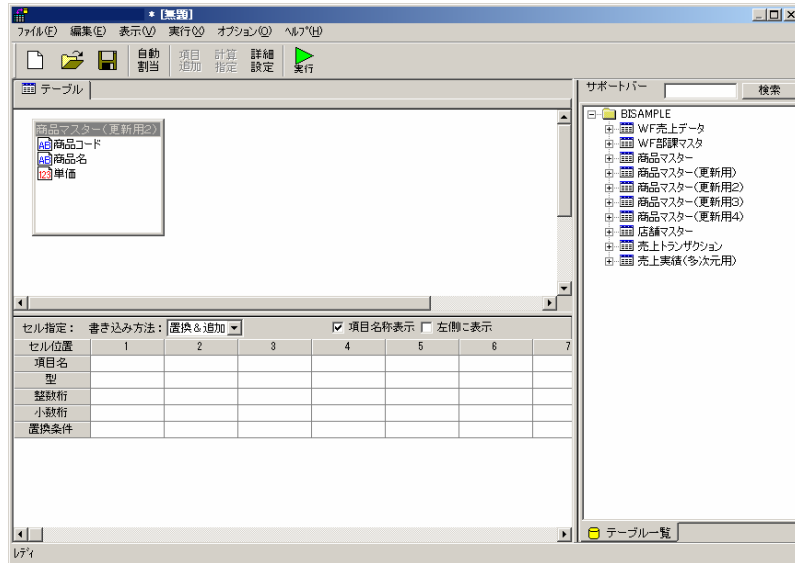 * [無題]
ファイル(F) 編集(E) 表示(V) 実行(X) オプション(O) ヘルプ(H)
自動割当 項目追加 計算指定 詳細設定 実行
テーブル
商品マスター(更新用2)
AB 商品コード
AB 商品名
123 単価
セル指定： 書き込み方法： 置換＆追加 項目名称表示 左側に表示
セル位置 1 2 3 4 5 6 7
項目名
型
整数桁
小数桁
置換条件
サポートバー 検索
BISAMPLE
WF売上データ
WF部課マスタ
商品マスター
商品マスター(更新用)
商品マスター(更新用2)
商品マスター(更新用3)
商品マスター(更新用4)
店舗マスター
売上トランザクション
売上実績(多次元用)
テーブル一覧
レディ